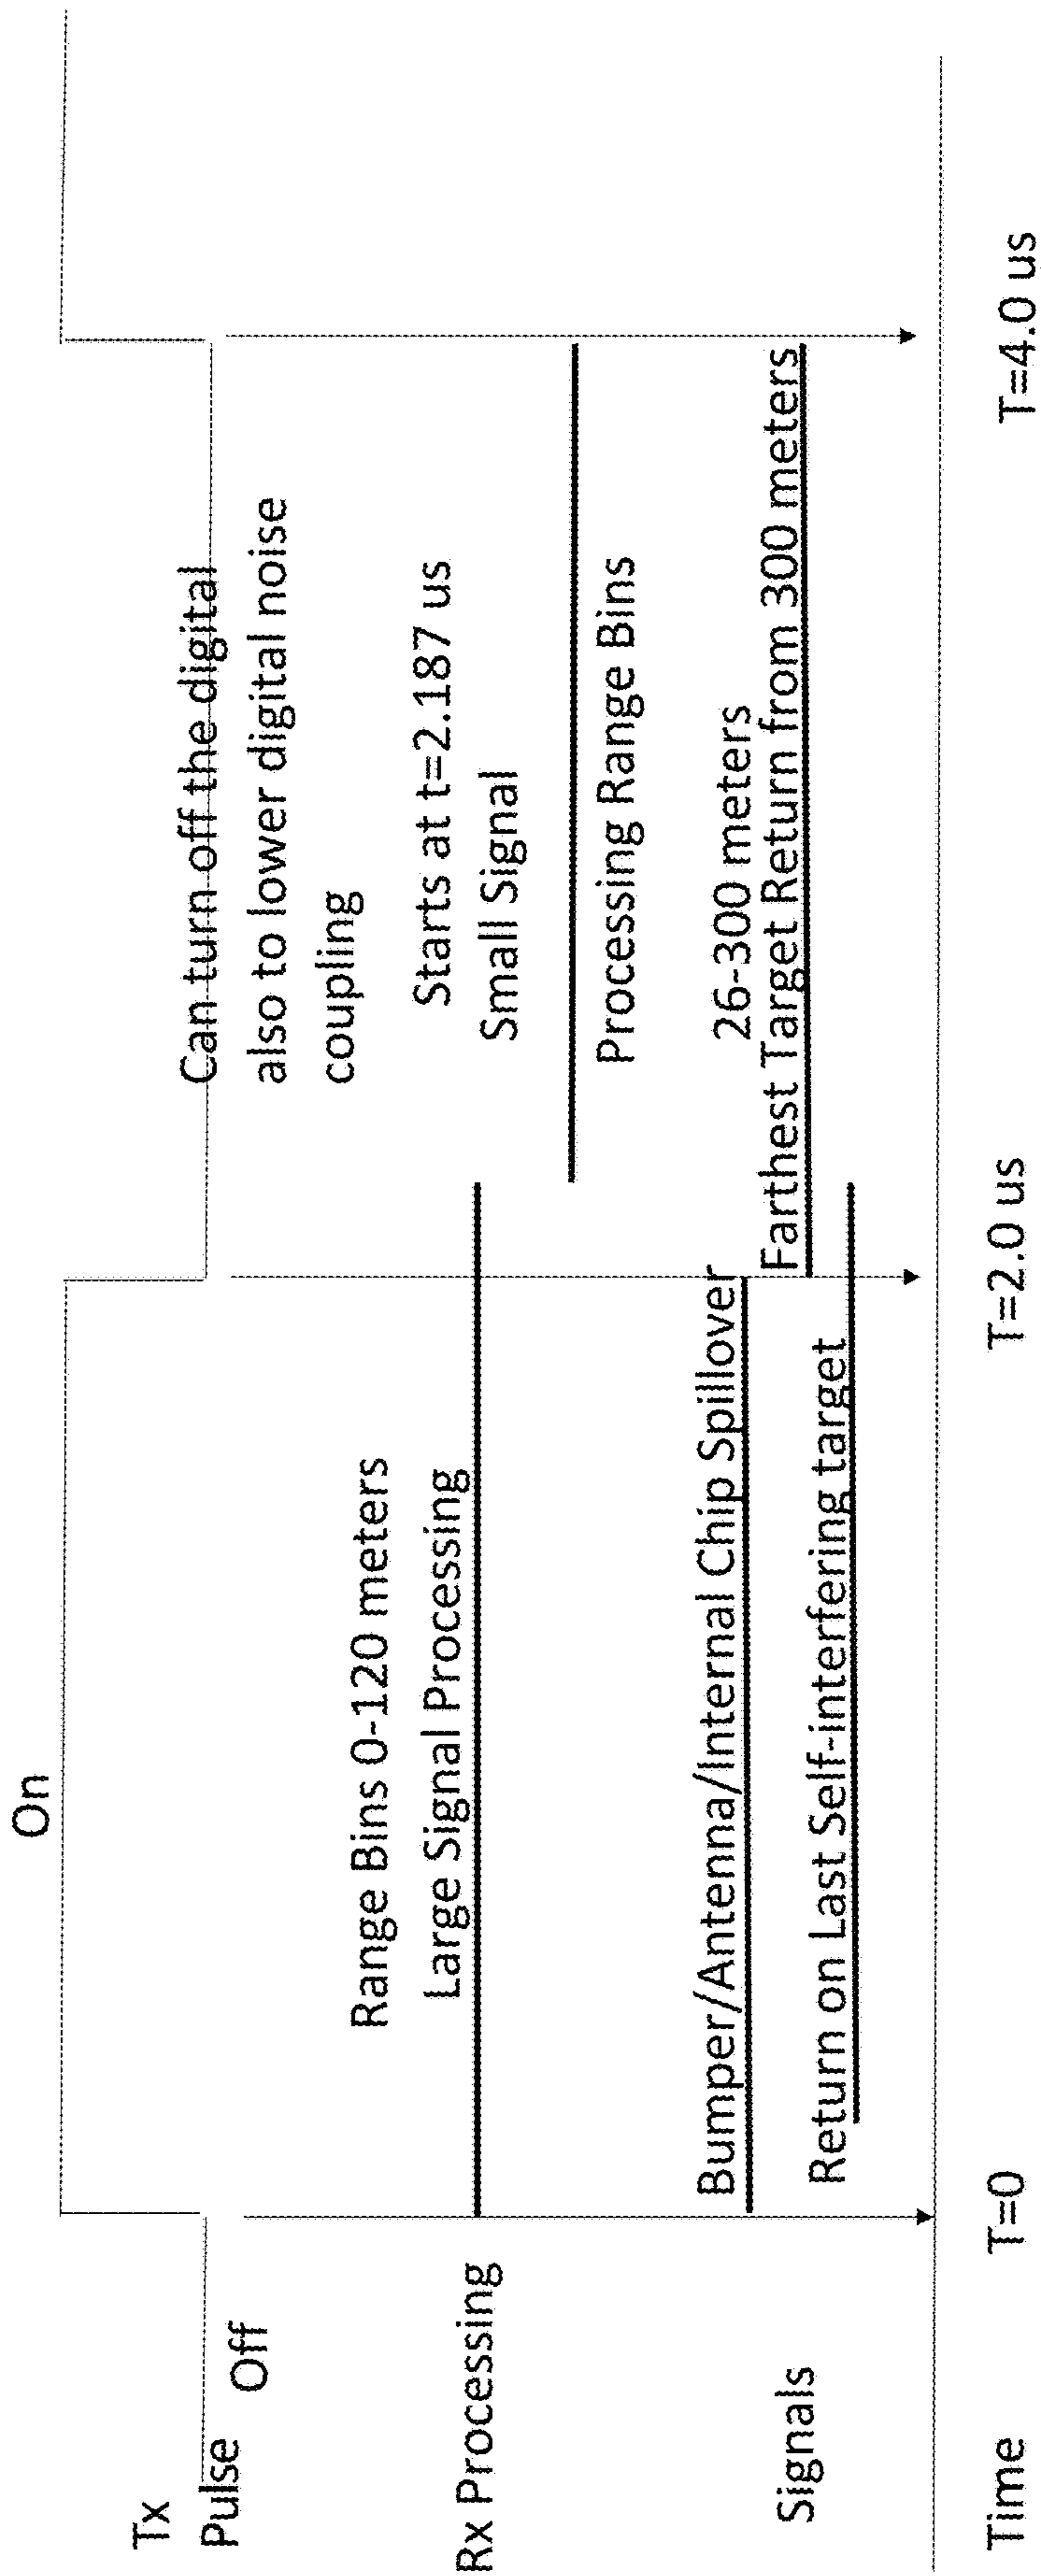 On
Tx
Pulse
Off
Can turn off the digital
also to lower digital noise
coupling
Range Bins 0-120 meters
Large Signal Processing
Starts at t=2.187 us
Small Signal
Rx Processing
Processing Range Bins
26-300 meters
Bumper/Antenna/Internal Chip Spillover
Farthest Target Return from 300 meters
Signals
Return on Last Self-interfering target
Time
T=0
T=2.0 us
T=4.0 us